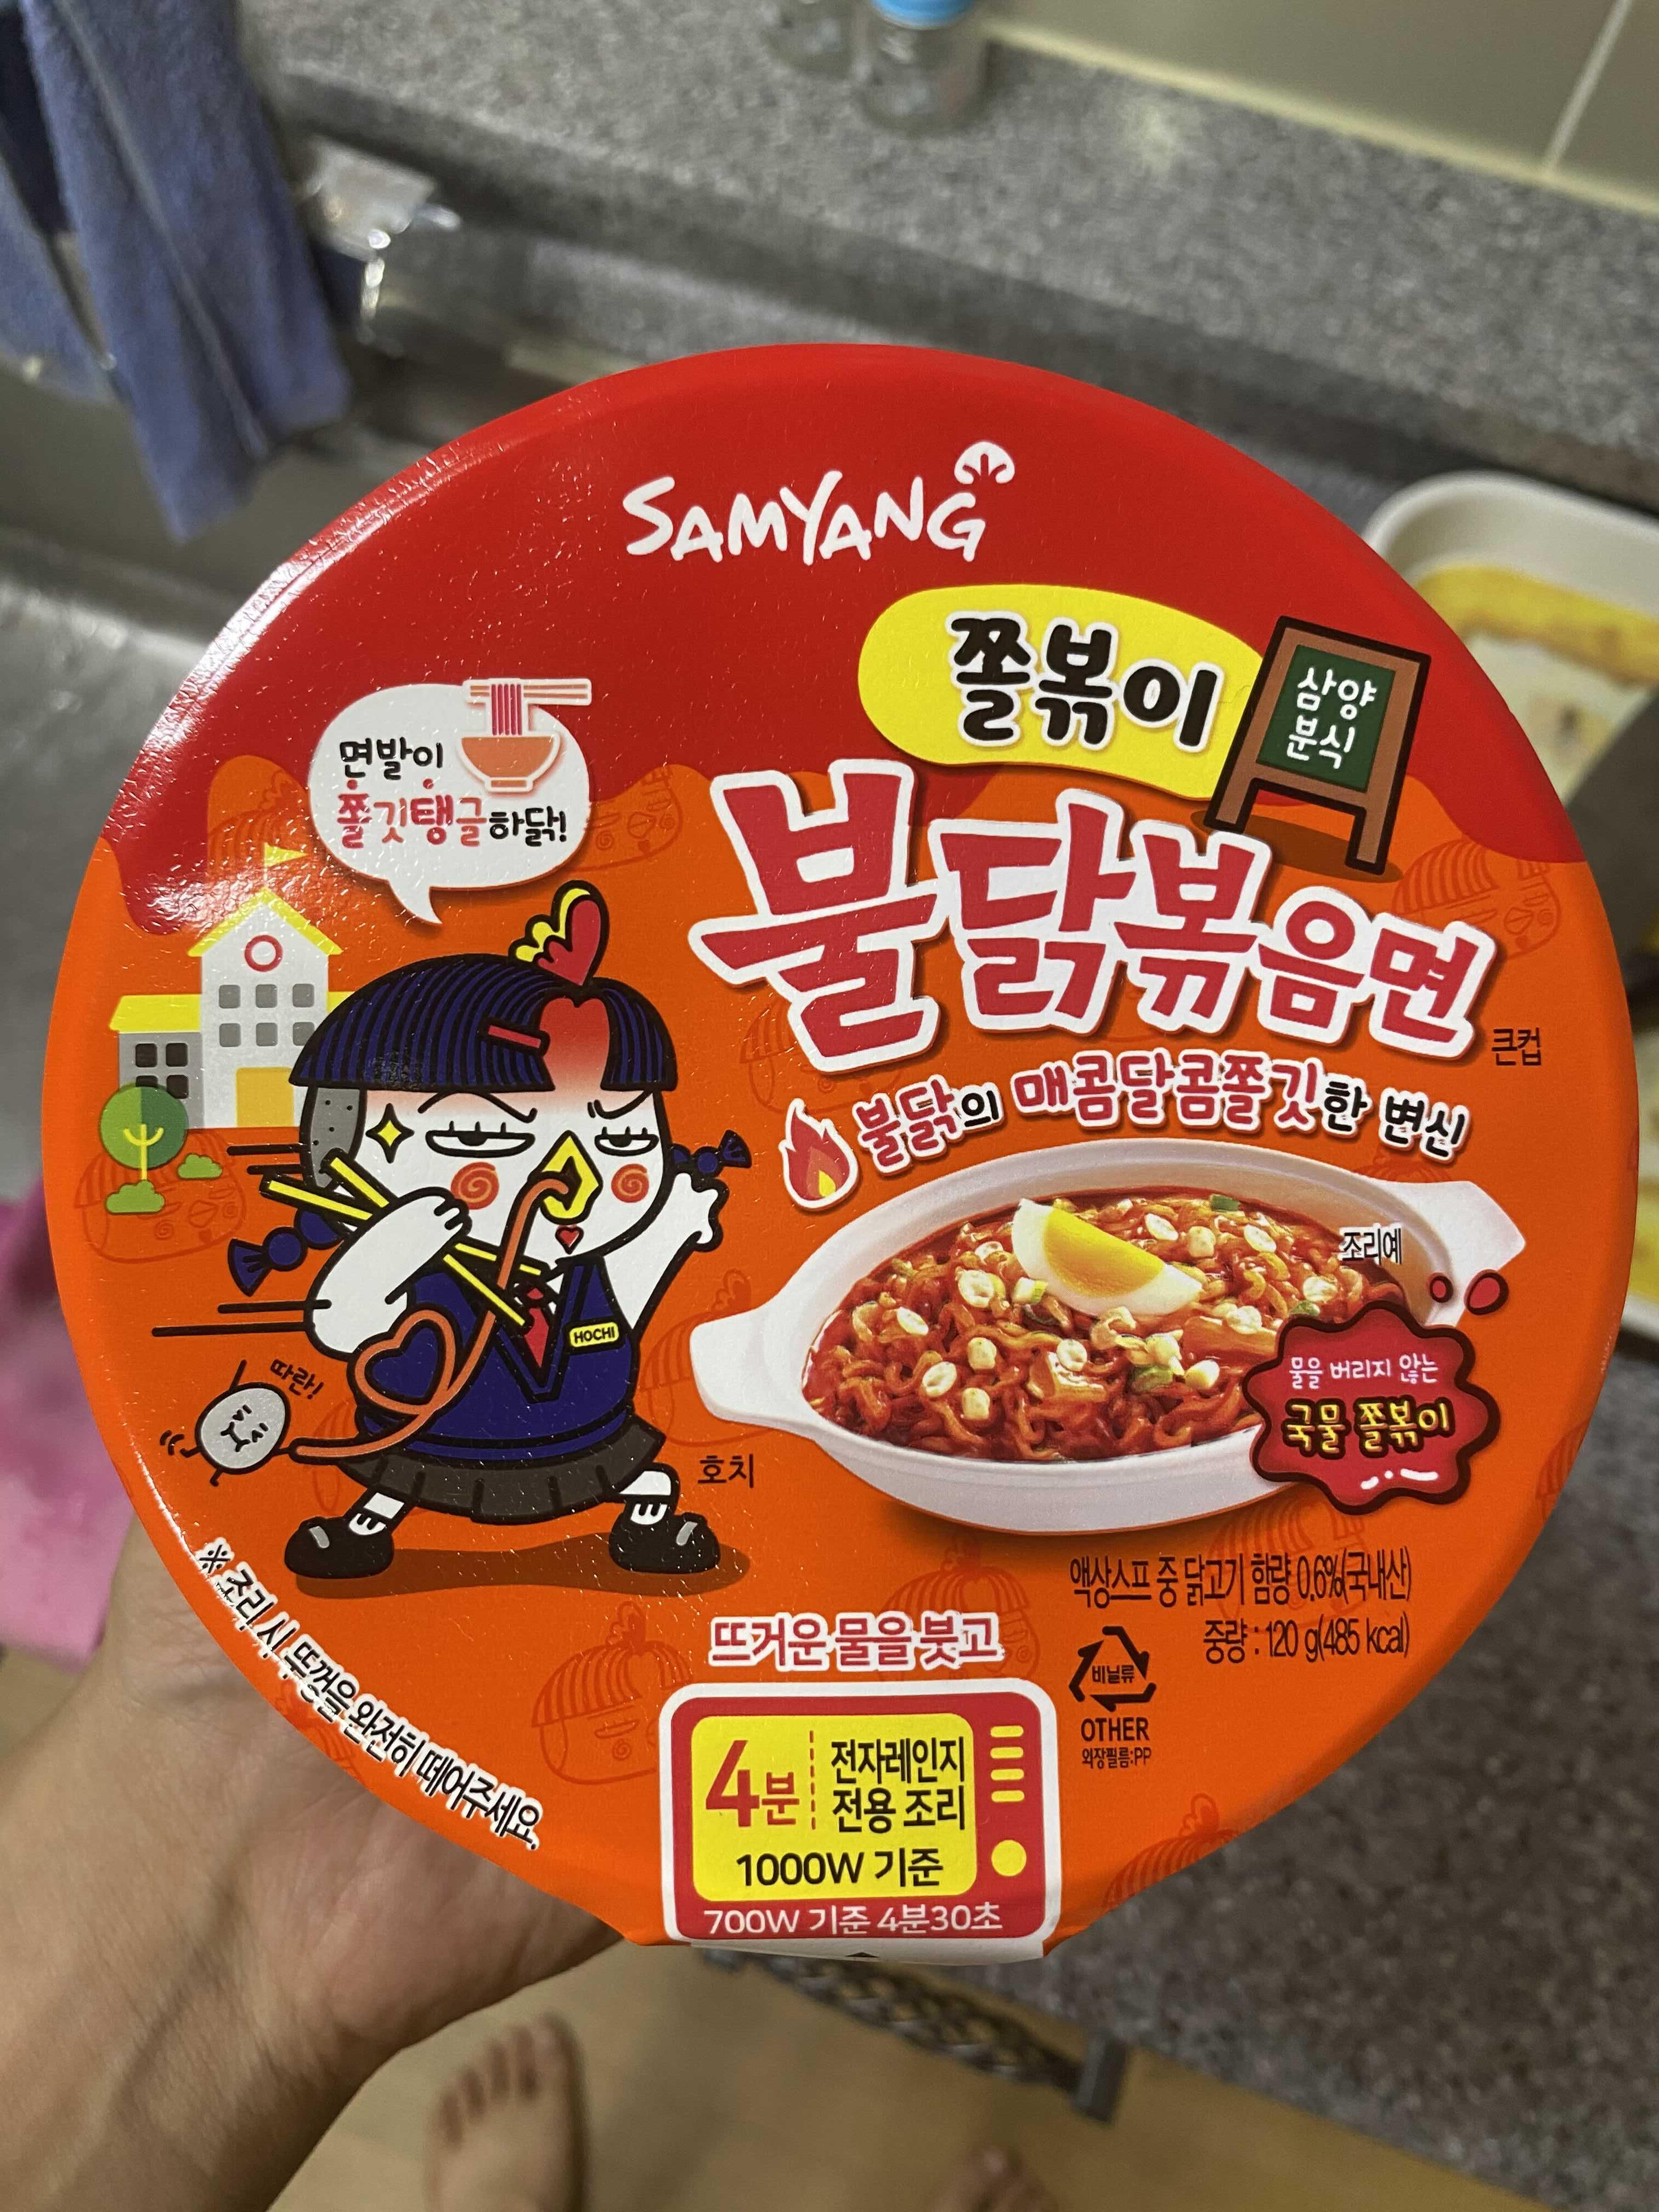 SAMYANG
쫄볶이
삼양
분식
면발이
쫄깃탱글하닭!
불닭볶음면
큰컵
불닭의 매콤달콤쫄깃한 변신
조리예
HOCHI
따란!
물을 버리지 않는
국물 쫄볶이
호치
※ 조리 시 뚜껑을 완전히 떼어주세요.
액상스프 중 닭고기 함량 0.6%(국내산)
중량 : 120 g(485 kcal)
뜨거운 물을 붓고
비닐류
OTHER
외장필름:PP
4분
전자레인지
전용 조리
1000W 기준
700W 기준 4분30초